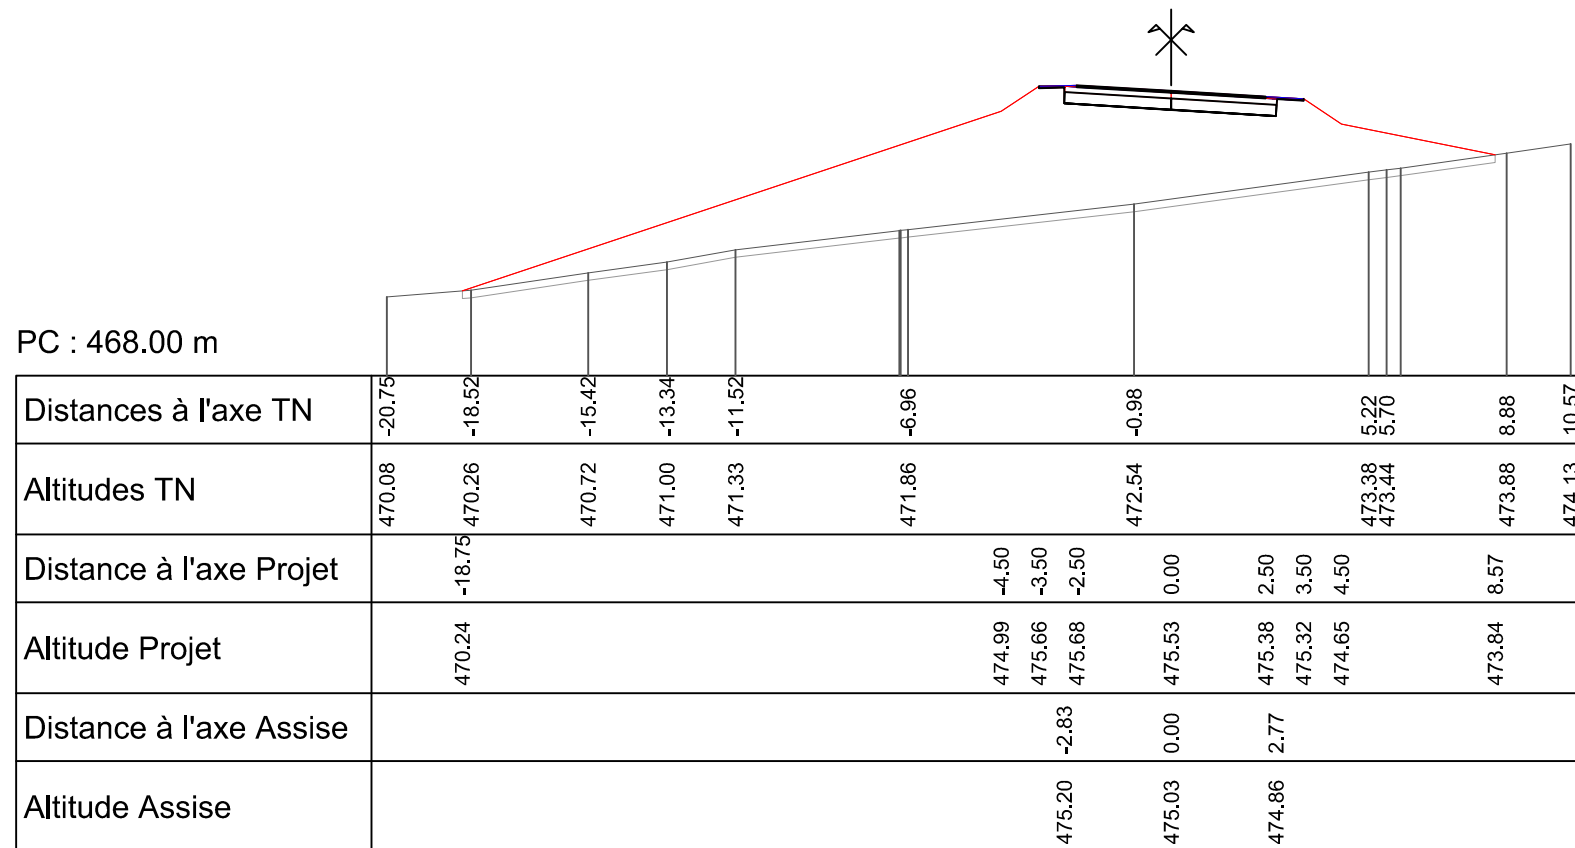 PC : 468.00 m
Distances à l'axe TN -20.75 -18.52 -15.42 -13.34 -11.52 -6.96 -0.98 5.22 5.70 8.88 10.57
Altitudes TN 470.08 470.26 470.72 471.00 471.33 471.86 472.54 473.38 473.44 473.88 474.13
Distance à l'axe Projet -18.75 -4.50 -3.50 -2.50 0.00 2.50 3.50 4.50 8.57
Altitude Projet 470.24 474.99 475.66 475.68 475.53 475.38 475.32 474.65 473.84
Distance à l'axe Assise -2.83 0.00 2.77
Altitude Assise 475.20 475.03 474.86